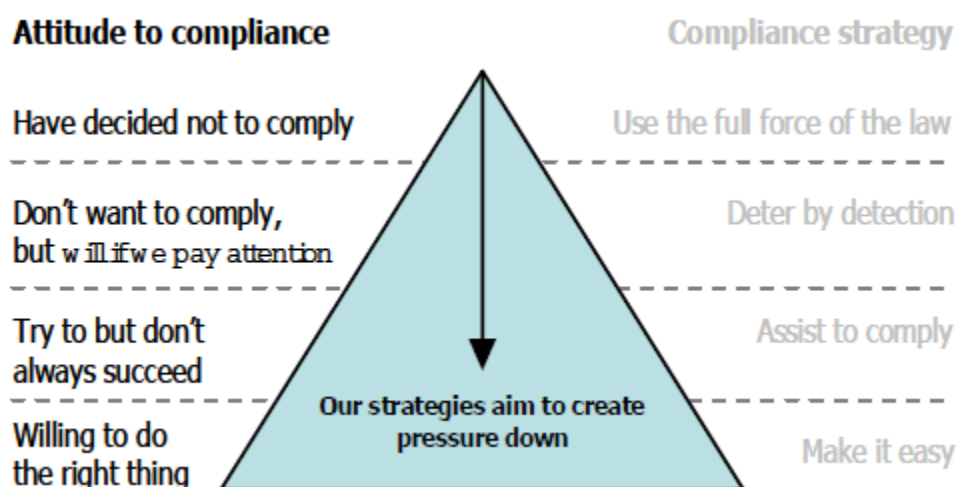 Attitude to compliance
Compliance strategy
Have decided not to comply
Use the full force of the law
Don't want to comply,
but will if we pay attention
Deter by detection
Try to but don't
always succeed
Assist to comply
Our strategies aim to create
pressure down
Willing to do
the right thing
Make it easy